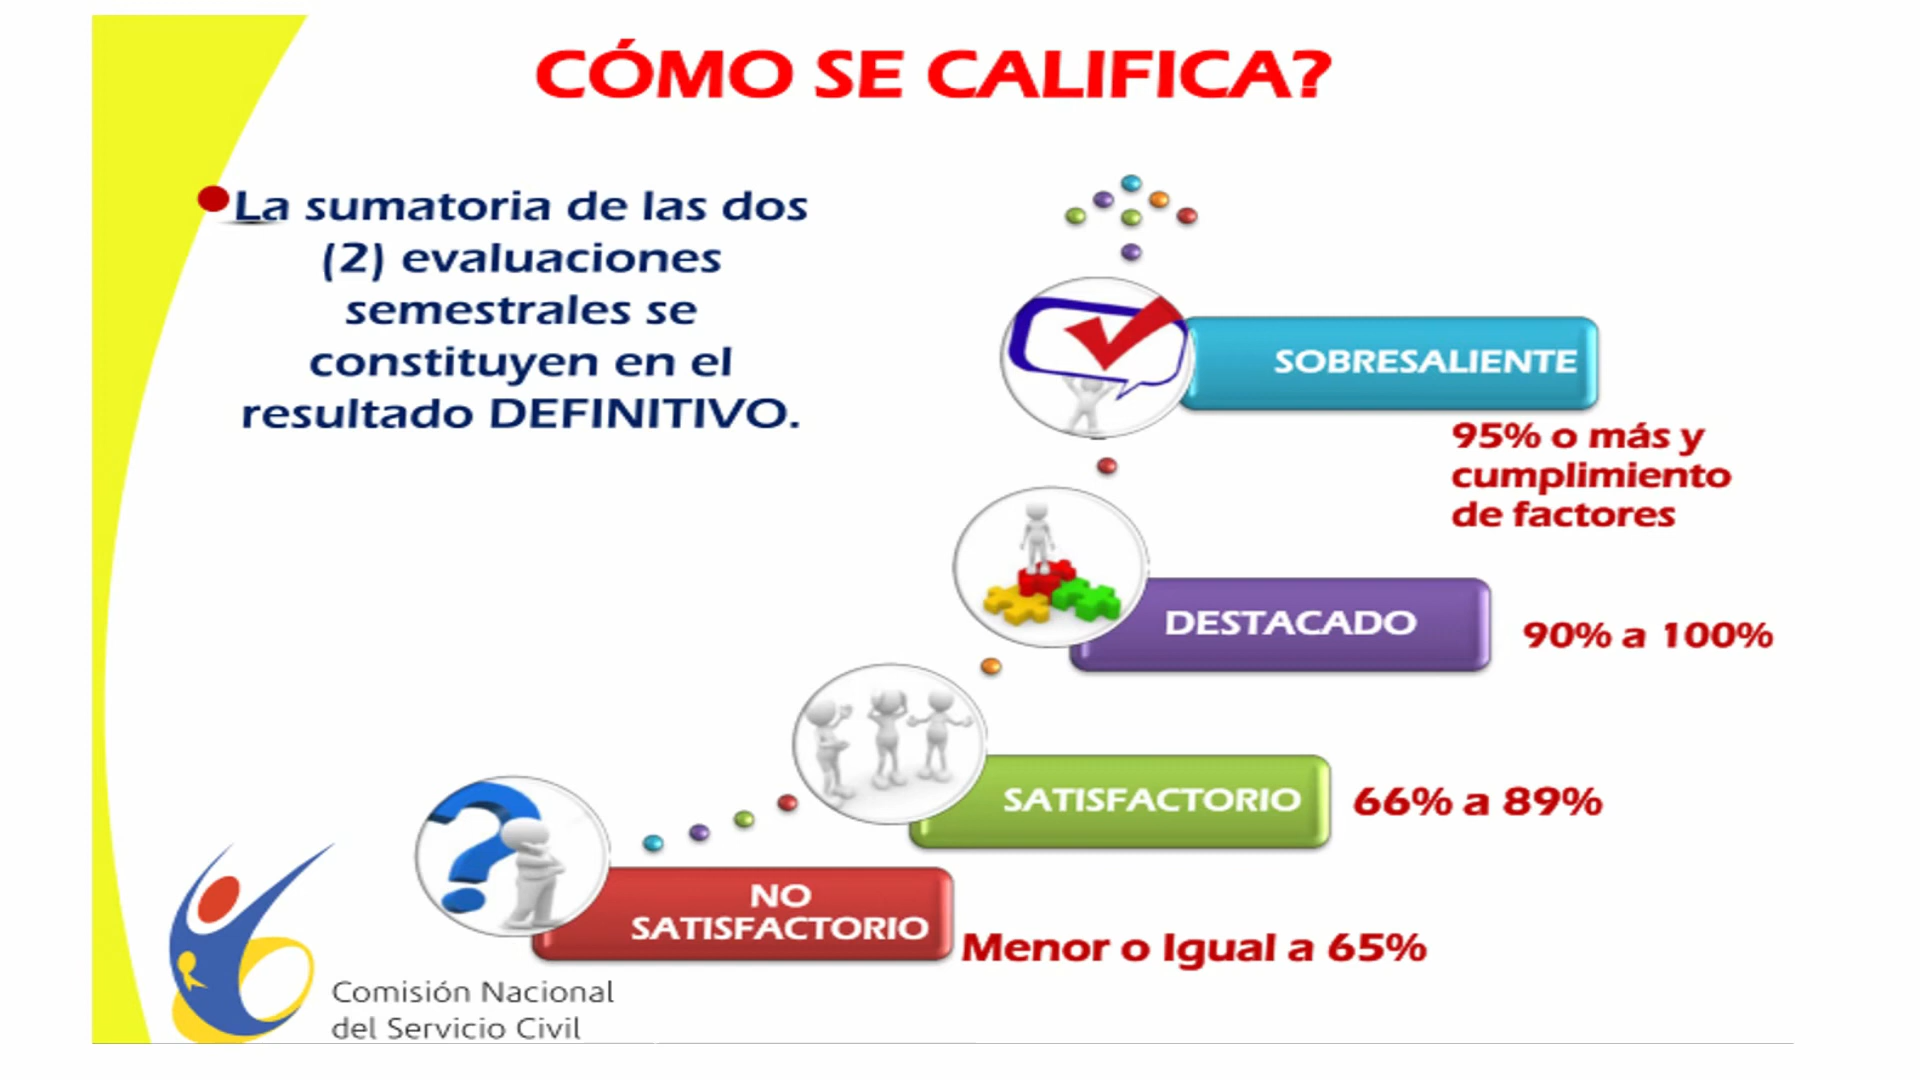 CÓMO SE CALIFICA?
La sumatoria de las dos
(2) evaluaciones
semestrales se
constituyen en el
resultado DEFINITIVO.
SOBRESALIENTE
95% o más y
cumplimiento
de factores
DESTACADO
90% a 100%
SATISFACTORIO
66% a 89%
NO
SATISFACTORIO
Menor o Igual a 65%
Comisión Nacional
del Servicio Civil